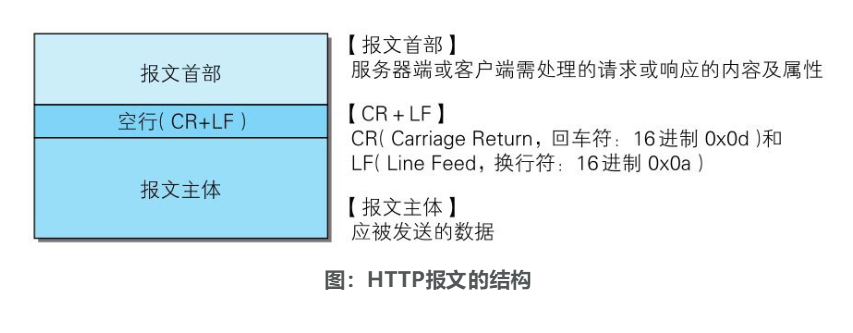 报文首部
空行( CR+LF )
报文主体
【 报文首部 】
服务器端或客户端需处理的请求或响应的内容及属性
【 CR + LF 】
CR( Carriage Return，回车符：16 进制 0x0d )和
LF( Line Feed，换行符：16 进制 0x0a )
【 报文主体 】
应被发送的数据
图：HTTP报文的结构